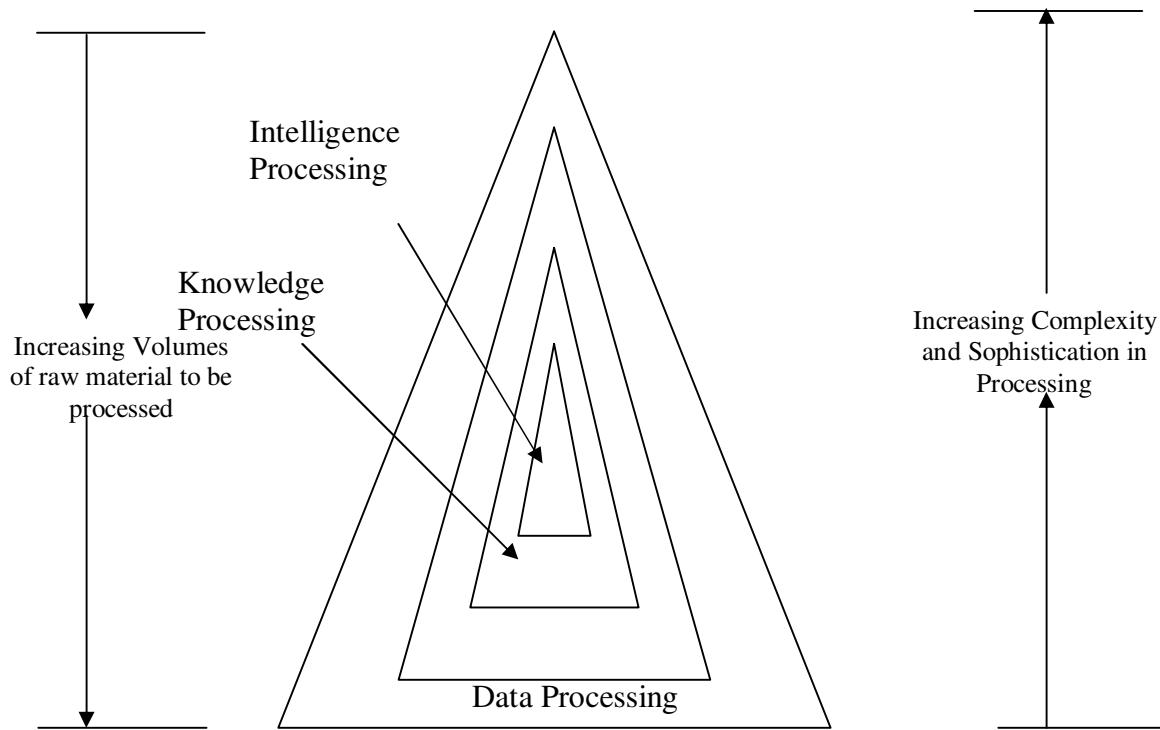 Intelligence
Processing
Knowledge
Processing
Increasing Volumes
of raw material to be
processed
Increasing Complexity
and Sophistication in
Processing
Data Processing